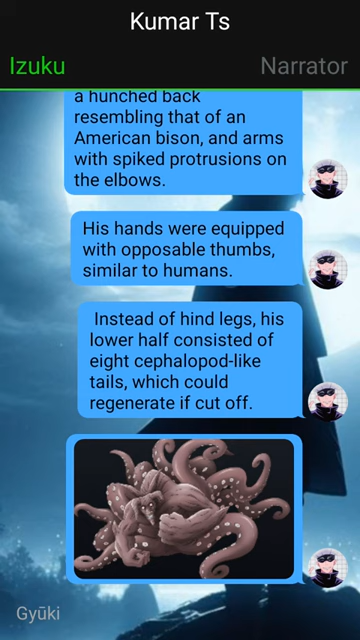 Kumar Ts
Izuku
Narrator
a hunched back
resembling that of an
American bison, and arms
with spiked protrusions on
the elbows.
His hands were equipped
with opposable thumbs,
similar to humans.
Instead of hind legs, his
lower half consisted of
eight cephalopod-like
tails, which could
regenerate if cut off.
Gyūki